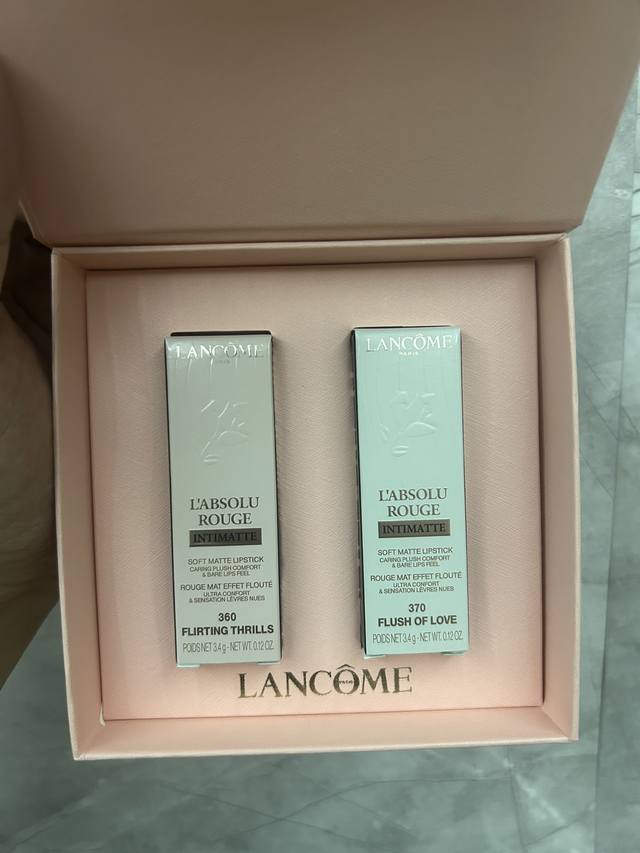 LANCÔME
PARIS
L'ABSOLU
ROUGE
INTIMATTE
SOFT MATTE LIPSTICK
CARING PLUSH COMFORT
& BARE LIPS FEEL
ROUGE MAT EFFET FLOUTÉ
ULTRA CONFORT
& SENSATION LÈVRES NUES
360
FLIRTING THRILLS
POIDS NET 3,4 g - NET WT. 0.12 OZ.
LANCÔME
PARIS
L'ABSOLU
ROUGE
INTIMATTE
SOFT MATTE LIPSTICK
CARING PLUSH COMFORT
& BARE LIPS FEEL
ROUGE MAT EFFET FLOUTÉ
ULTRA CONFORT
& SENSATION LÈVRES NUES
370
FLUSH OF LOVE
POIDS NET 3,4 g - NET WT. 0.12 OZ.
LANCÔME
PARIS